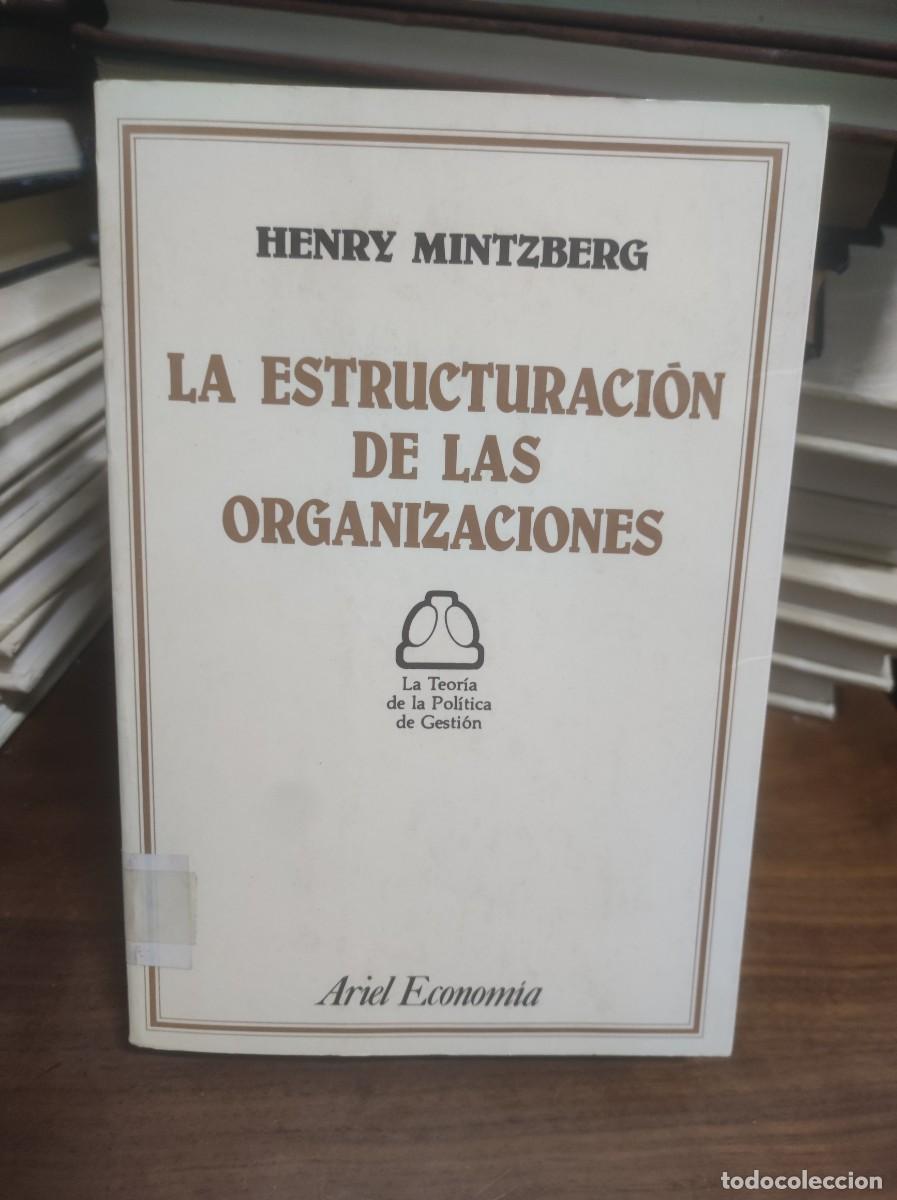 HENRY MINTZBERG
LA ESTRUCTURACIÓN
DE LAS
ORGANIZACIONES
La Teoría
de la Política
de Gestión
Ariel Economía
todocoleccion